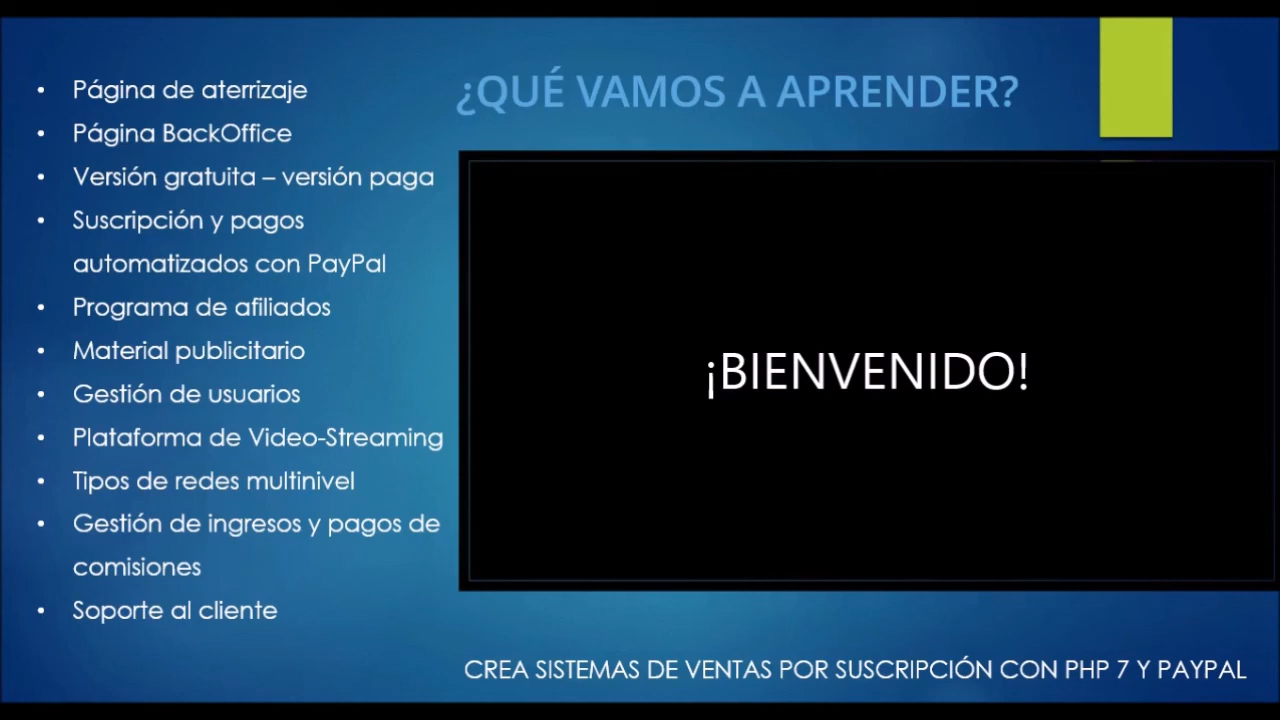 ¿QUÉ VAMOS A APRENDER?
• Página de aterrizaje
• Página BackOffice
• Versión gratuita – versión paga
• Suscripción y pagos
automatizados con PayPal
• Programa de afiliados
• Material publicitario
• Gestión de usuarios
• Plataforma de Video-Streaming
• Tipos de redes multinivel
• Gestión de ingresos y pagos de
comisiones
• Soporte al cliente
¡BIENVENIDO!
CREA SISTEMAS DE VENTAS POR SUSCRIPCIÓN CON PHP 7 Y PAYPAL